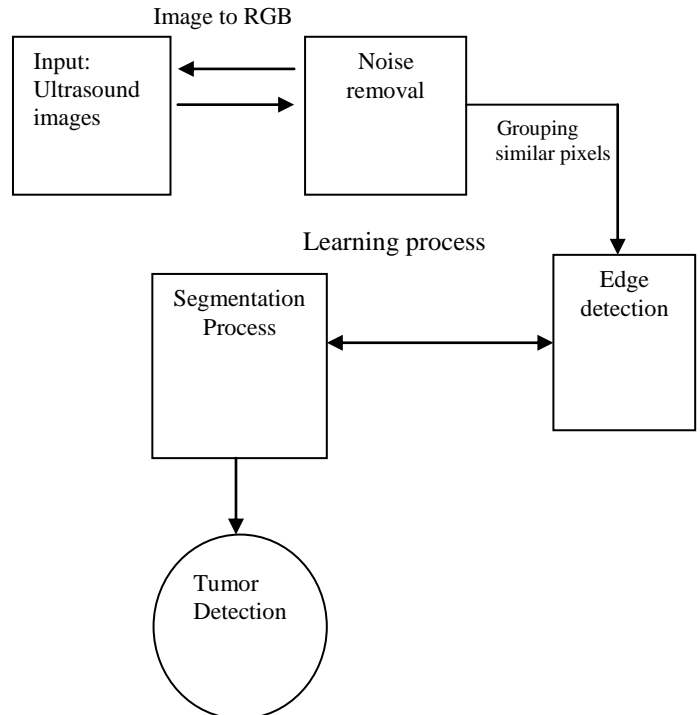 Image to RGB
Input:
Ultrasound
images
Noise
removal
Grouping
similar pixels
Learning process
Edge
detection
Segmentation
Process
Tumor
Detection